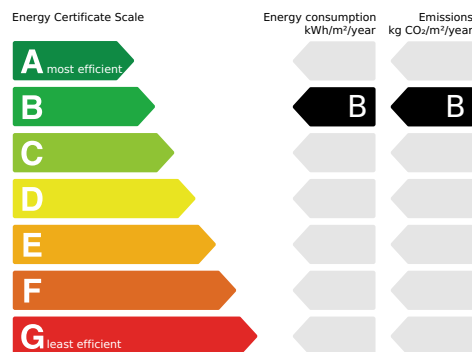 Energy Certificate Scale
Energy consumption
kWh/m²/year
Emissions
kg CO₂/m²/year
A most efficient
B
B
B
C
D
E
F
G least efficient